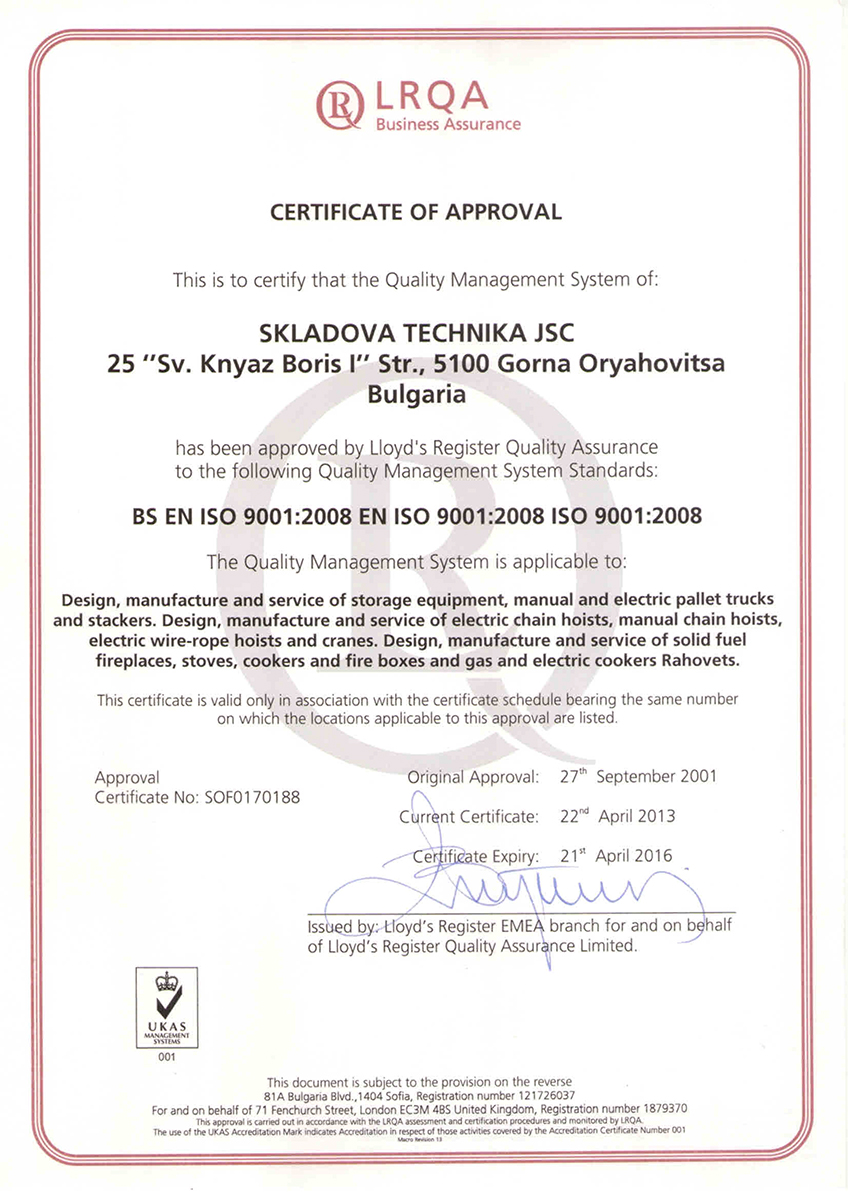 LRQA
Business Assurance
CERTIFICATE OF APPROVAL
This is to certify that the Quality Management System of:
SKLADOVA TECHNIKA JSC
25 "Sv. Knyaz Boris I" Str., 5100 Gorna Oryahovitsa
Bulgaria
has been approved by Lloyd's Register Quality Assurance
to the following Quality Management System Standards:
BS EN ISO 9001:2008 EN ISO 9001:2008 ISO 9001:2008
The Quality Management System is applicable to:
Design, manufacture and service of storage equipment, manual and electric pallet trucks
and stackers. Design, manufacture and service of electric chain hoists, manual chain hoists,
electric wire-rope hoists and cranes. Design, manufacture and service of solid fuel
fireplaces, stoves, cookers and fire boxes and gas and electric cookers Rahovets.
This certificate is valid only in association with the certificate schedule bearing the same number
on which the locations applicable to this approval are listed.
Approval
Certificate No: SOF0170188
Original Approval: 27th September 2001
Current Certificate: 22nd April 2013
Certificate Expiry: 21st April 2016
Issued by: Lloyd's Register EMEA branch for and on behalf
of Lloyd's Register Quality Assurance Limited.
UKAS
MANAGEMENT
SYSTEMS
001
This document is subject to the provision on the reverse
81A Bulgaria Blvd.,1404 Sofia, Registration number 121726037
For and on behalf of 71 Fenchurch Street, London EC3M 4BS United Kingdom, Registration number 1879370
This approval is carried out in accordance with the LRQA assessment and certification procedures and monitored by LRQA.
The use of the UKAS Accreditation Mark indicates Accreditation in respect of those activities covered by the Accreditation Certificate Number 001
Macro Revision 13